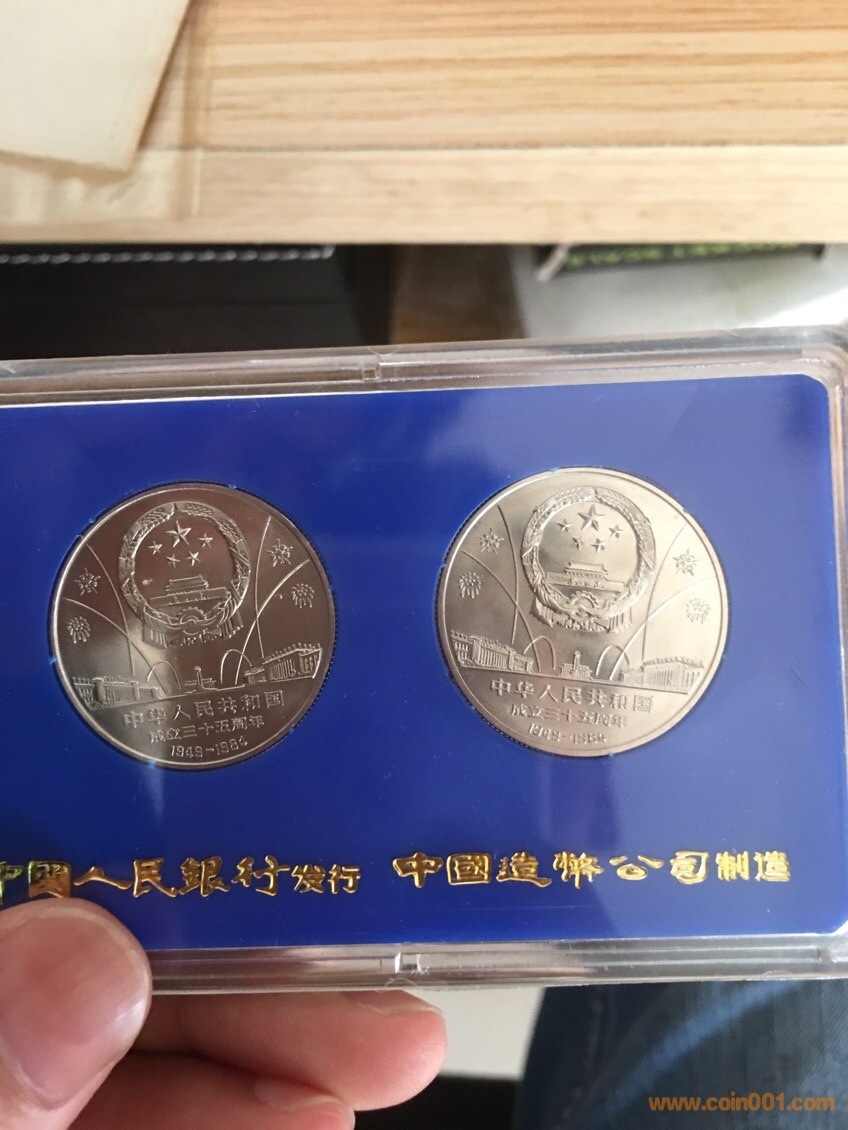 中华人民共和国
成立三十五周年
1949-1984
中华人民共和国
成立三十五周年
1949-1984
中國人民銀行发行 中國造幣公司制造
www.coin001.com